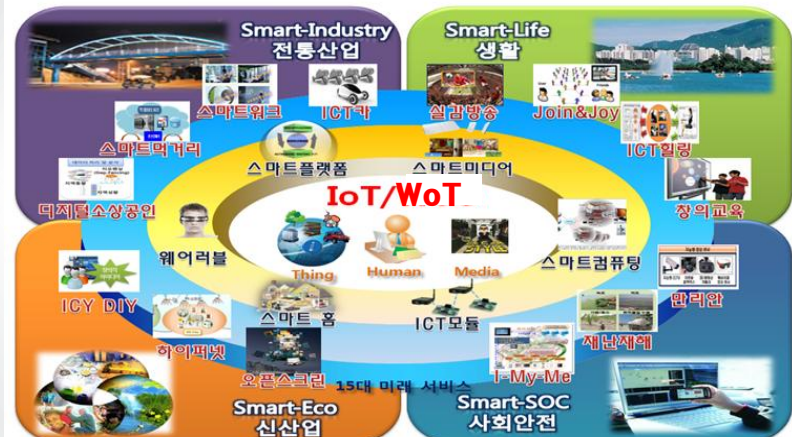 Smart-Industry
전통산업
Smart-Life
생활
스마트워크
ICT카
실감방송
Join&Joy
스마트먹거리
스마트플랫폼
스마트미디어
ICT힐링
디지털소상공인
IoT/WoT
창의교육
웨어러블
Thing
Human
Media
스마트컴퓨팅
만리안
ICY DIY
스마트 홈
ICT모듈
하이퍼넷
재난재해
오픈스크린
15대 미래 서비스
I-My-Me
Smart-Eco
신산업
Smart-SOC
사회안전